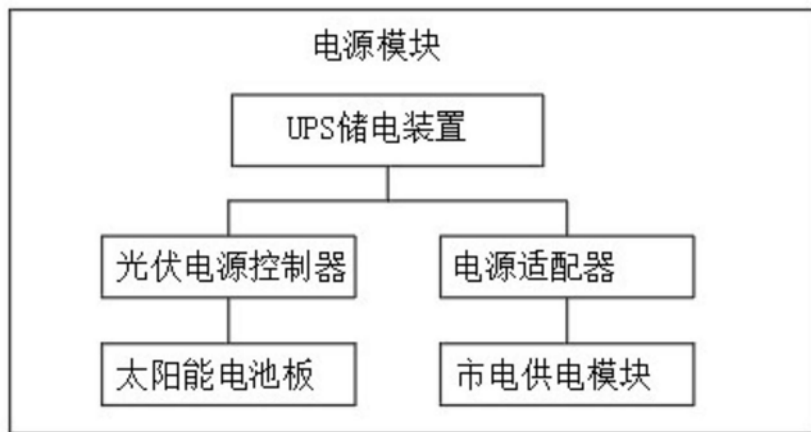 电源模块
UPS储电装置
光伏电源控制器
电源适配器
太阳能电池板
市电供电模块